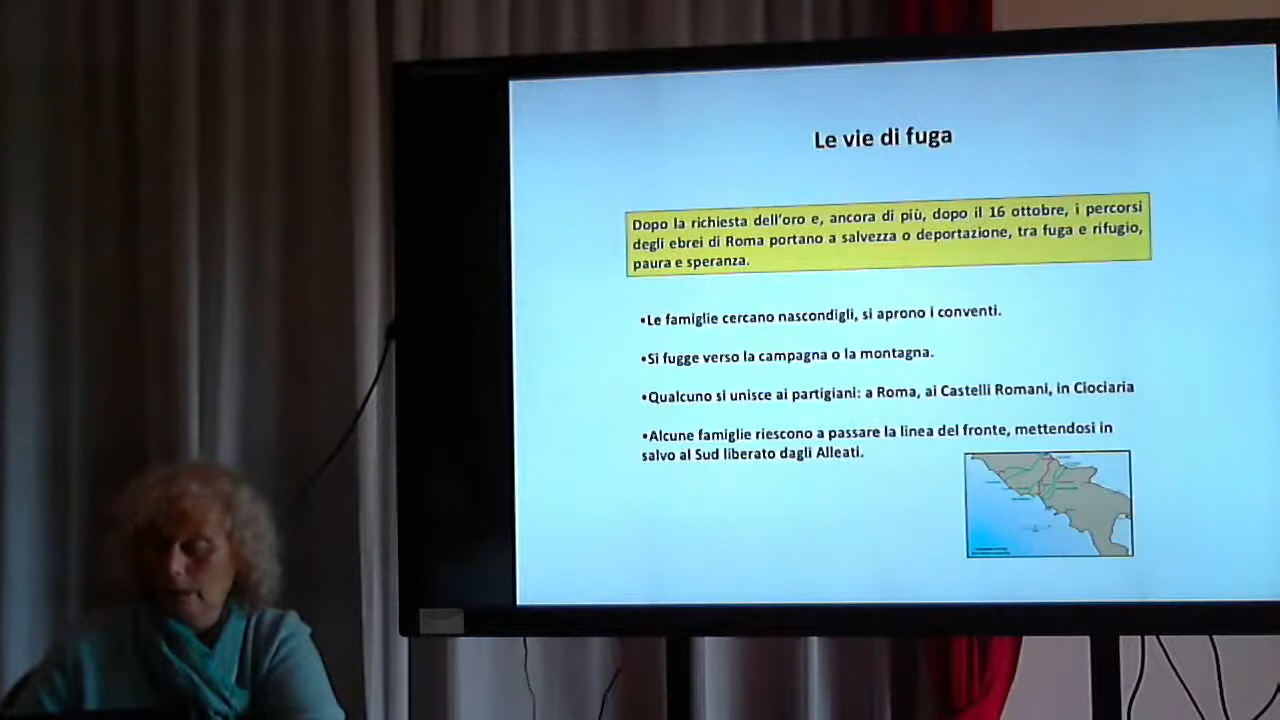 Le vie di fuga
Dopo la richiesta dell'oro e, ancora di più, dopo il 16 ottobre, i percorsi
degli ebrei di Roma portano a salvezza o deportazione, tra fuga e rifugio,
paura e speranza.
•Le famiglie cercano nascondigli, si aprono i conventi.
•Si fugge verso la campagna o la montagna.
•Qualcuno si unisce ai partigiani: a Roma, ai Castelli Romani, in Ciociaria
•Alcune famiglie riescono a passare la linea del fronte, mettendosi in
salvo al Sud liberato dagli Alleati.